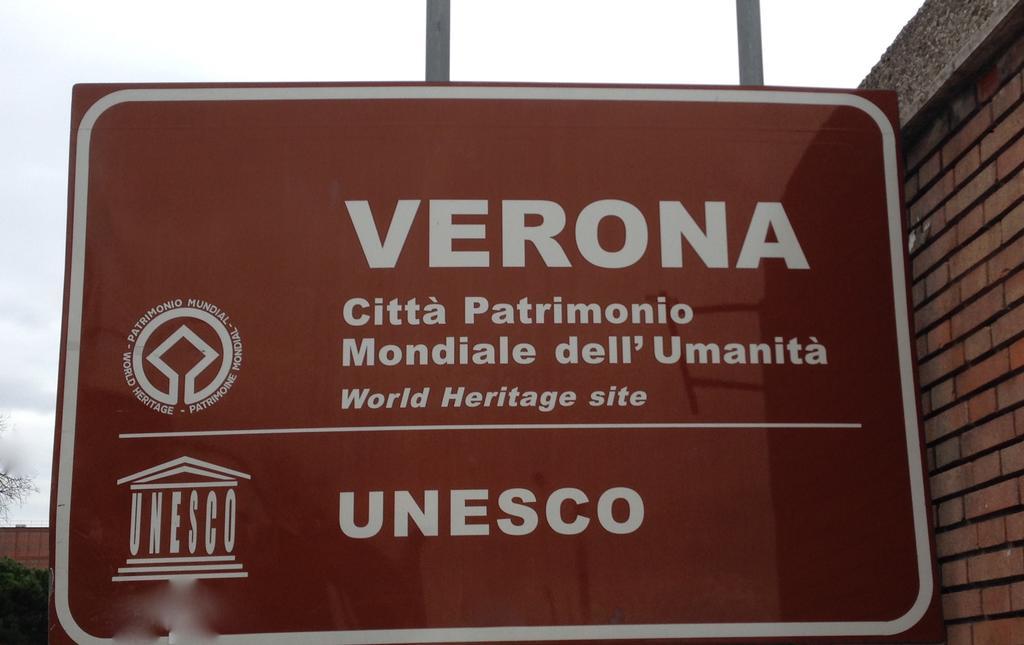 VERONA
Città Patrimonio
Mondiale dell'Umanità
World Heritage site
PATRIMONIO MUNDIAL - WORLD HERITAGE - PATRIMOINE MONDIAL -
UNESCO
UNESCO